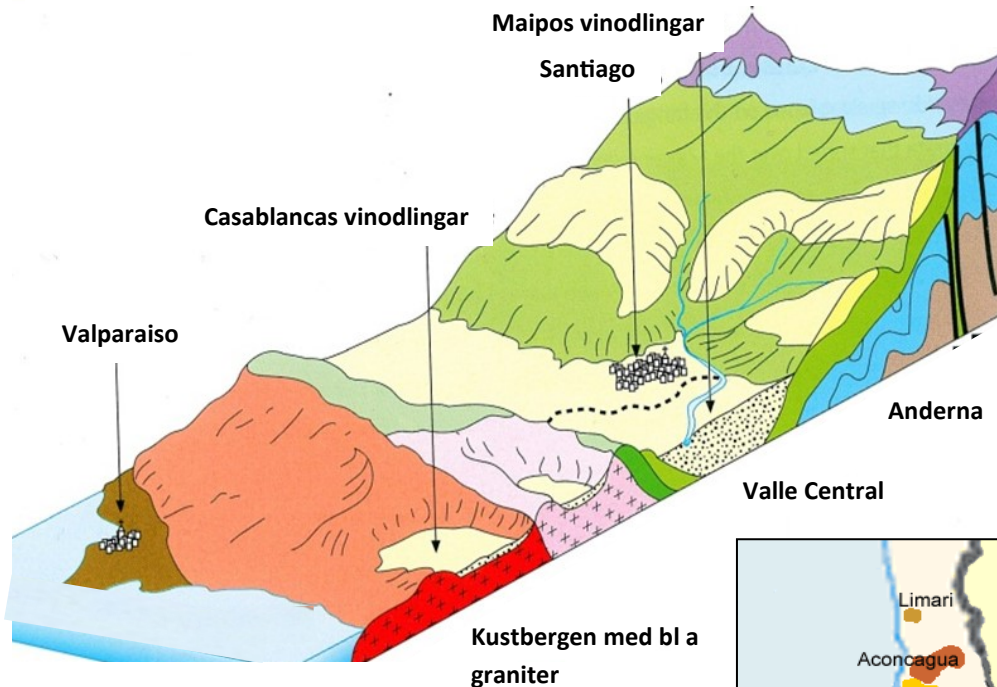 Maipos vinodlingar
Santiago
Casablancas vinodlingar
Valparaiso
Anderna
Valle Central
Kustbergen med bl a
graniter
Limari
Aconcagua